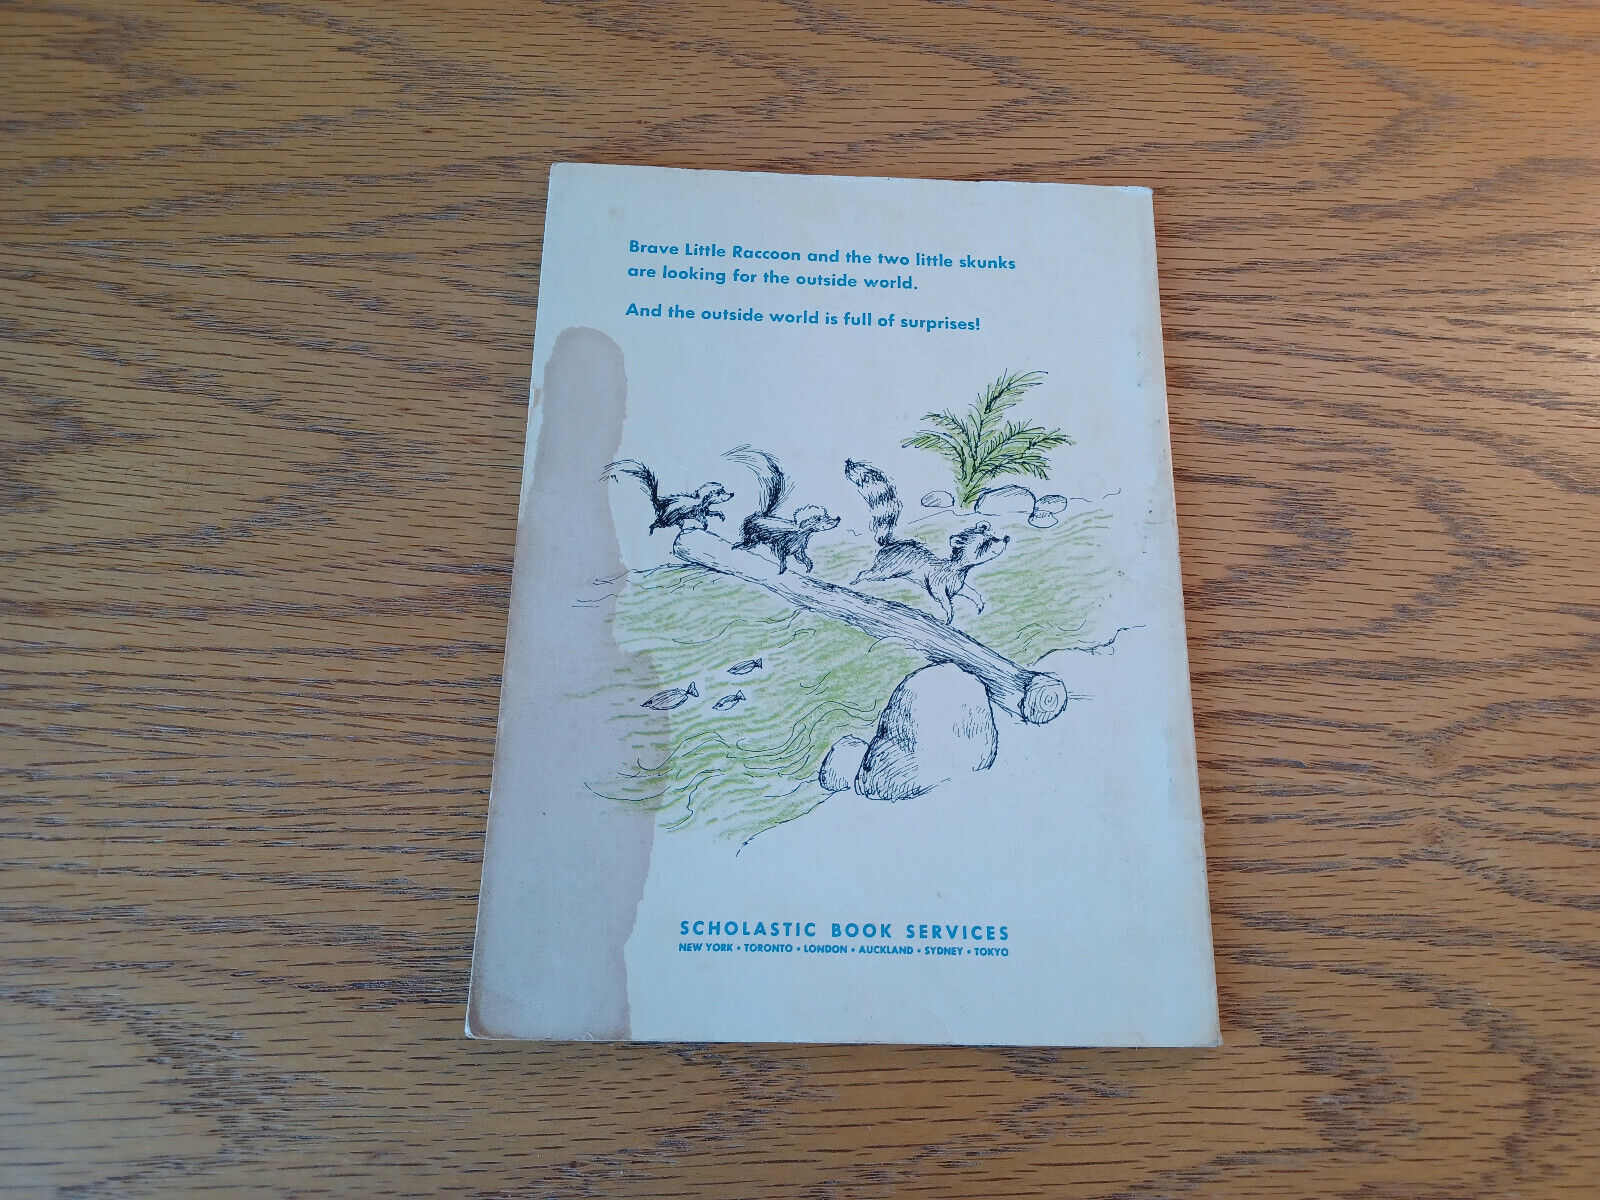 Brave Little Raccoon and the two little skunks
are looking for the outside world.
And the outside world is full of surprises!
SCHOLASTIC BOOK SERVICES
NEW YORK • TORONTO • LONDON • AUCKLAND • SYDNEY • TOKYO